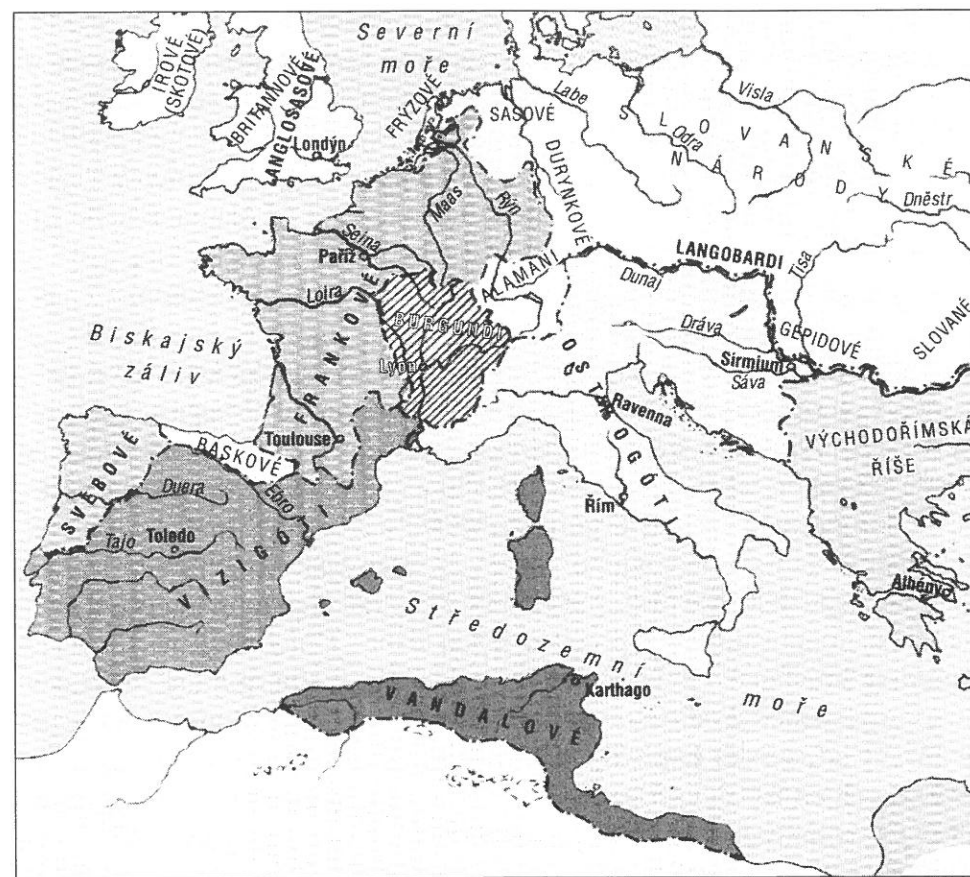 Severní
moře
IROVÉ
(SKOTOVÉ)
BRITANNOVÉ
ANGLOSASOVÉ
Londýn
FRÝZOVÉ
SASOVÉ
Labe
Odra
Visla
SLOVANSKÉ
NÁRODY
Dněstr
DURYNKOVÉ
Maas
Rýn
Seina
Paříž
Loira
ALAMANI
LANGOBARDI
Dunaj
Tisa
Dráva
GEPIDOVÉ
SLOVANÉ
Sirmium
Sáva
BURGUNDI
Lyon
FRANKOVÉ
Biskajský
záliv
OSTROGÓTI
Ravenna
VÝCHODOŘÍMSKÁ
ŘÍŠE
Toulouse
BASKOVÉ
SVÉBOVÉ
Duera
Ebro
Tajo
Toledo
VIZIGÓTI
Řím
Athény
Středozemní
moře
Karthago
VANDALOVÉ